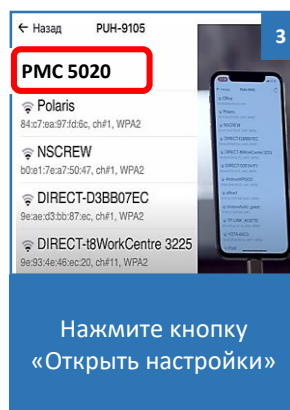 ← Назад PUH-9105
3
PMC 5020
Polaris
84:c7:ea:97:fd:6c, ch#1, WPA2
NSCREW
b0:e1:7e:a7:50:47, ch#1, WPA2
DIRECT-D3BB07EC
9e:ae:d3:bb:87:ec, ch#1, WPA2
DIRECT-t8WorkCentre 3225
9e:93:4e:46:ec:20, ch#11, WPA2
Нажмите кнопку
«Открыть настройки»